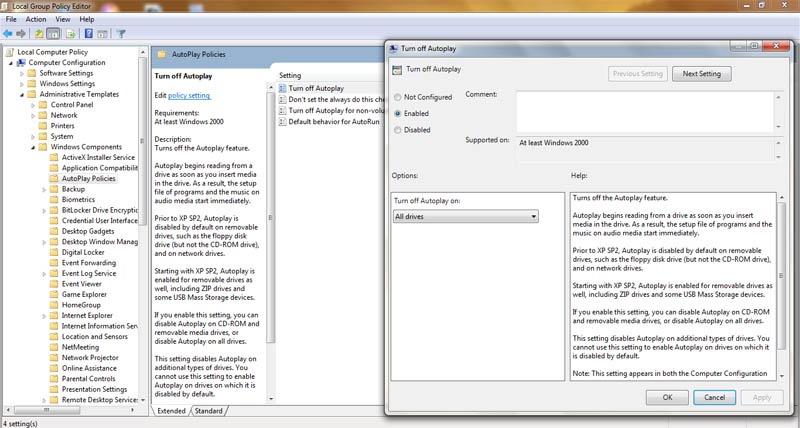 Local Group Policy Editor
File Action View Help
Local Computer Policy
Computer Configuration
Software Settings
Windows Settings
Administrative Templates
Control Panel
Network
Printers
System
Windows Components
ActiveX Installer Service
Application Compatibil
AutoPlay Policies
Backup
Biometrics
BitLocker Drive Encryptio
Credential User Interface
Desktop Gadgets
Desktop Window Manag
Digital Locker
Event Forwarding
Event Log Service
Event Viewer
Game Explorer
HomeGroup
Internet Explorer
Internet Information Serv
Location and Sensors
NetMeeting
Network Projector
Online Assistance
Parental Controls
Presentation Settings
Remote Desktop Services
4 setting(s)
AutoPlay Policies
Turn off Autoplay
Edit policy setting
Requirements:
At least Windows 2000
Description:
Turns off the Autoplay feature.
Autoplay begins reading from a
drive as soon as you insert media
in the drive. As a result, the setup
file of programs and the music on
audio media start immediately.
Prior to XP SP2, Autoplay is
disabled by default on removable
drives, such as the floppy disk
drive (but not the CD-ROM drive),
and on network drives.
Starting with XP SP2, Autoplay is
enabled for removable drives as
well, including ZIP drives and
some USB Mass Storage devices.
If you enable this setting, you can
disable Autoplay on CD-ROM and
removable media drives, or
disable Autoplay on all drives.
This setting disables Autoplay on
additional types of drives. You
cannot use this setting to enable
Autoplay on drives on which it is
disabled by default.
Setting
Turn off Autoplay
Don't set the always do this che
Turn off Autoplay for non-volu
Default behavior for AutoRun
Extended Standard
Turn off Autoplay
Turn off Autoplay
Previous Setting Next Setting
Not Configured
Enabled
Disabled
Comment:
Supported on:
At least Windows 2000
Options:
Help:
Turn off Autoplay on:
All drives
Turns off the Autoplay feature.
Autoplay begins reading from a drive as soon as you insert
media in the drive. As a result, the setup file of programs and the
music on audio media start immediately.
Prior to XP SP2, Autoplay is disabled by default on removable
drives, such as the floppy disk drive (but not the CD-ROM drive),
and on network drives.
Starting with XP SP2, Autoplay is enabled for removable drives as
well, including ZIP drives and some USB Mass Storage devices.
If you enable this setting, you can disable Autoplay on CD-ROM
and removable media drives, or disable Autoplay on all drives.
This setting disables Autoplay on additional types of drives. You
cannot use this setting to enable Autoplay on drives on which it
is disabled by default.
Note: This setting appears in both the Computer Configuration
OK Cancel Apply